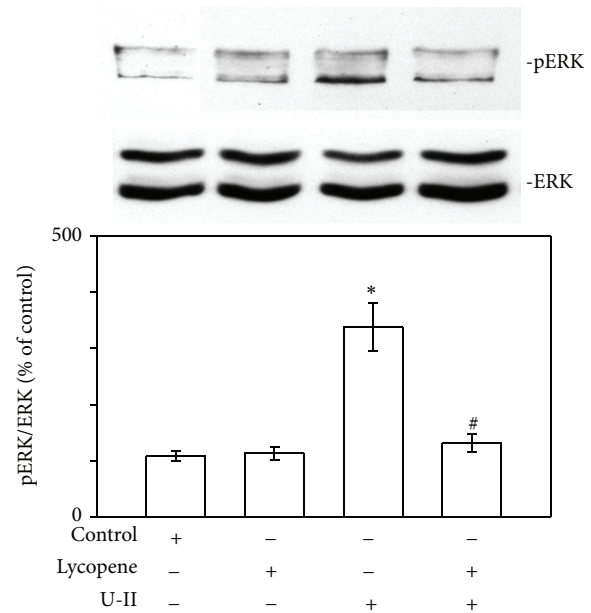 -pERK
-ERK
500
pERK/ERK (% of control)
*
#
0
Control + – – –
Lycopene – + – +
U-II – – + +